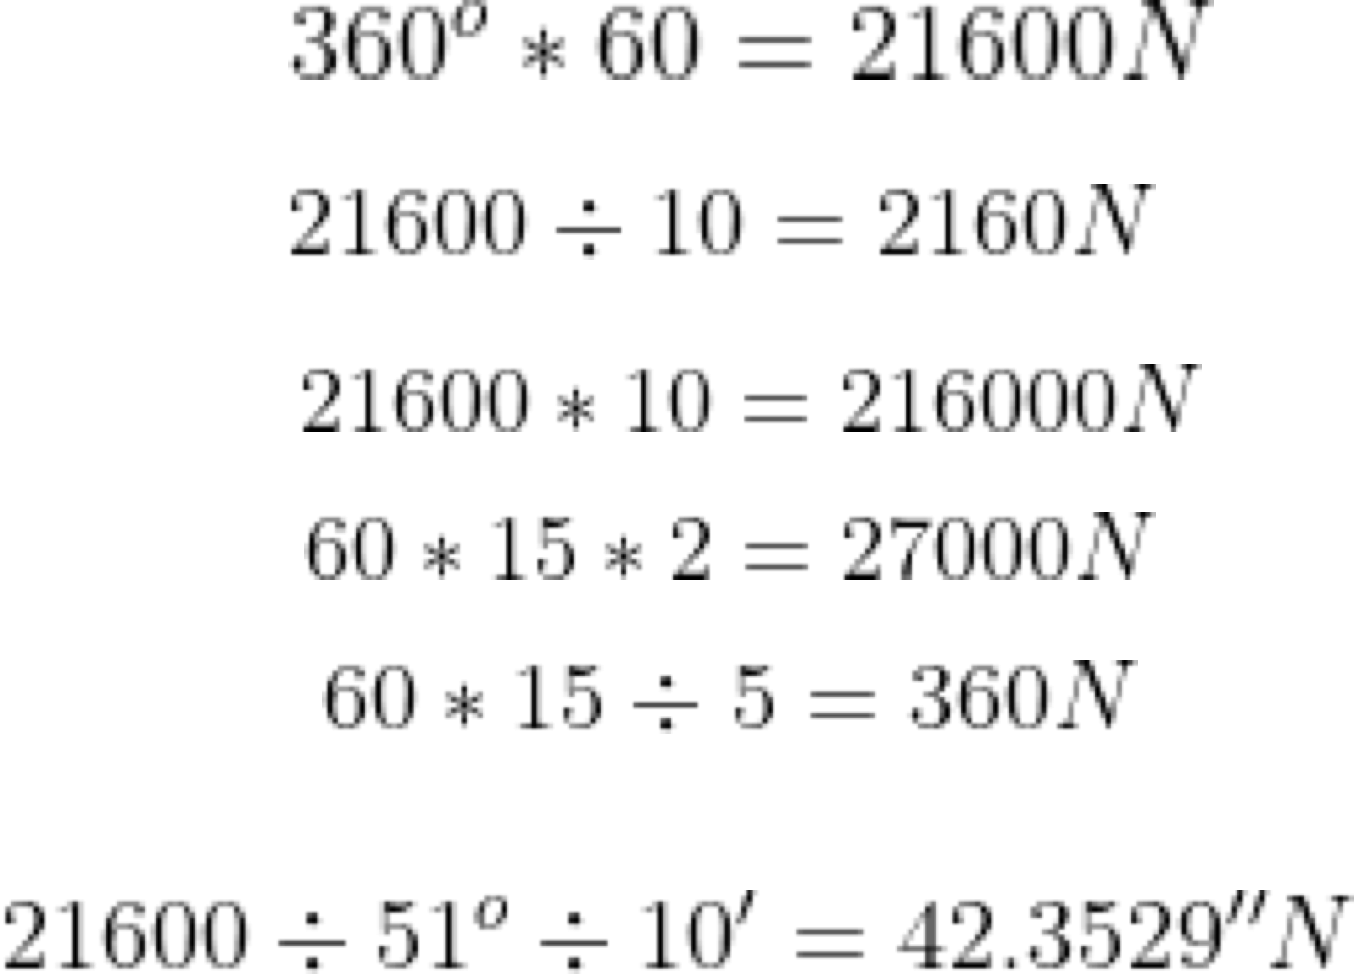 360° * 60 = 21600N
21600 ÷ 10 = 2160N
21600 * 10 = 216000N
60 * 15 * 2 = 27000N
60 * 15 ÷ 5 = 360N
21600 ÷ 51° ÷ 10′ = 42.3529″N